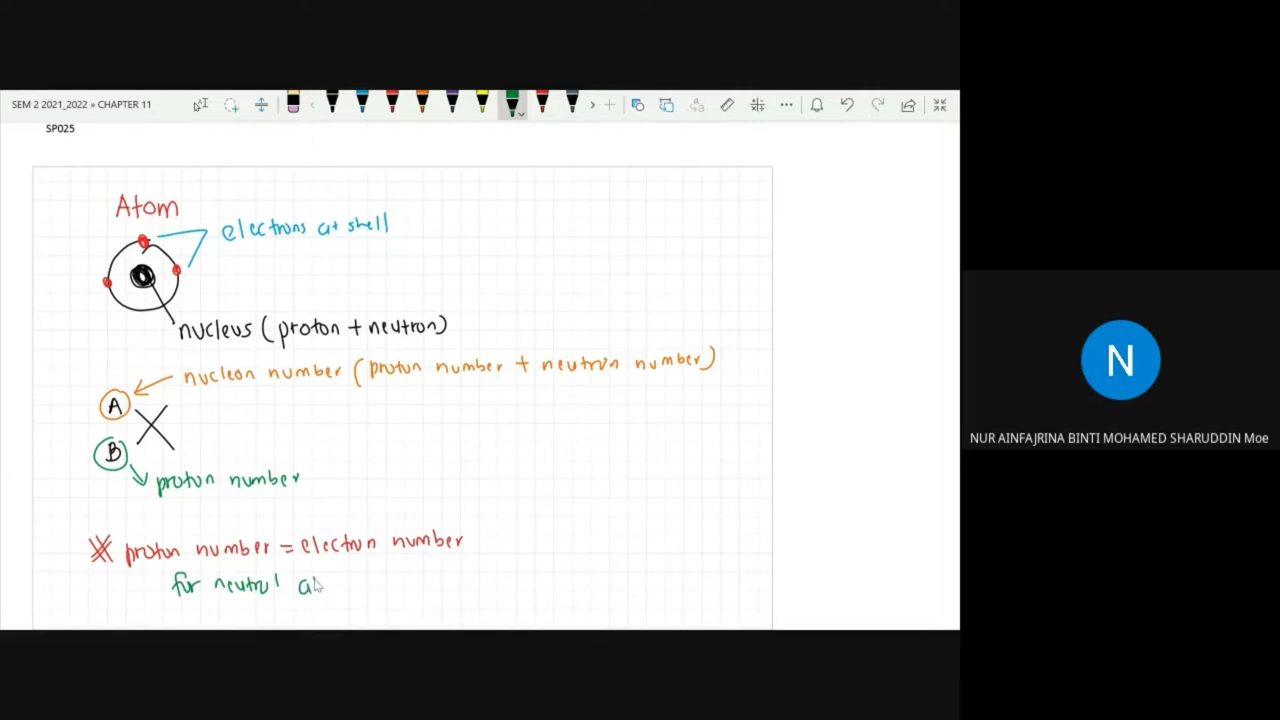 SEM 2 2021_2022 » CHAPTER 11
SP025
Atom
electrons at shell
nucleus (proton + neutron)
nucleon number (proton number + neutron number)
A
X
B
proton number
proton number = electron number
for neutral a
N
NUR AINFAJRINA BINTI MOHAMED SHARUDDIN Moe